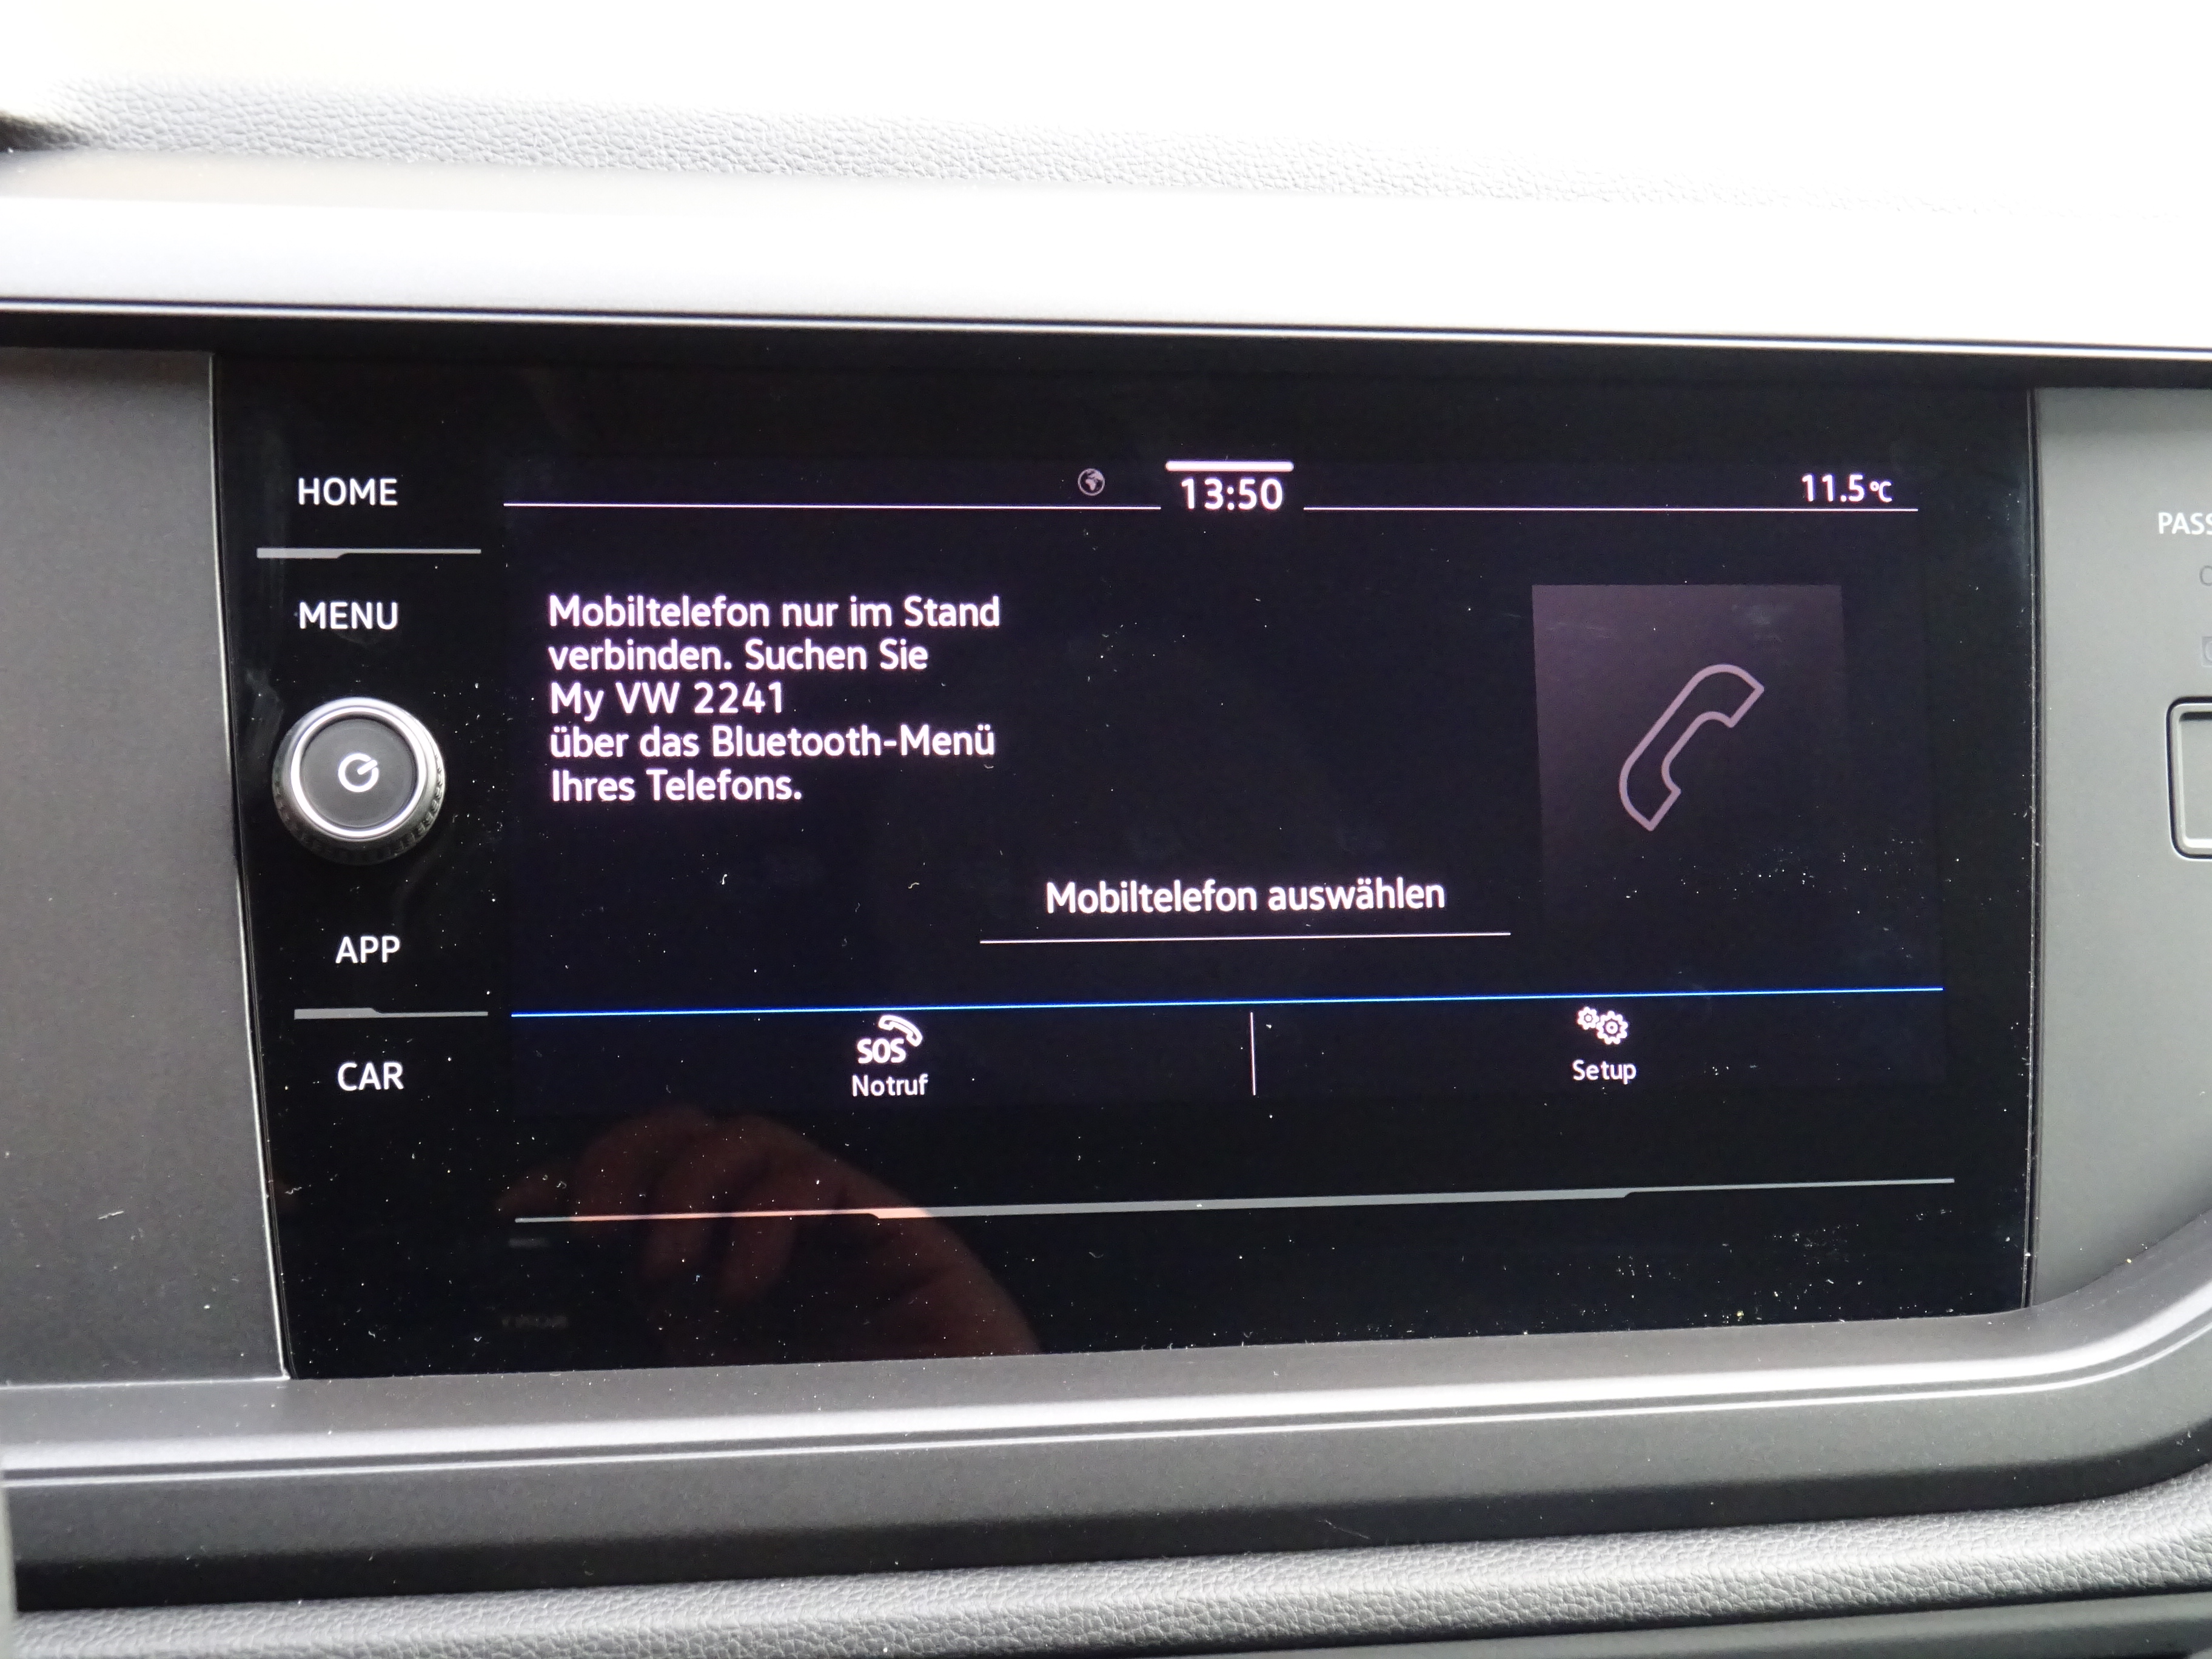 HOME
13:50
11.5°C
PASS
MENU
Mobiltelefon nur im Stand
verbinden. Suchen Sie
My VW 2241
über das Bluetooth-Menü
Ihres Telefons.
Mobiltelefon auswählen
APP
SOS
Notruf
Setup
CAR